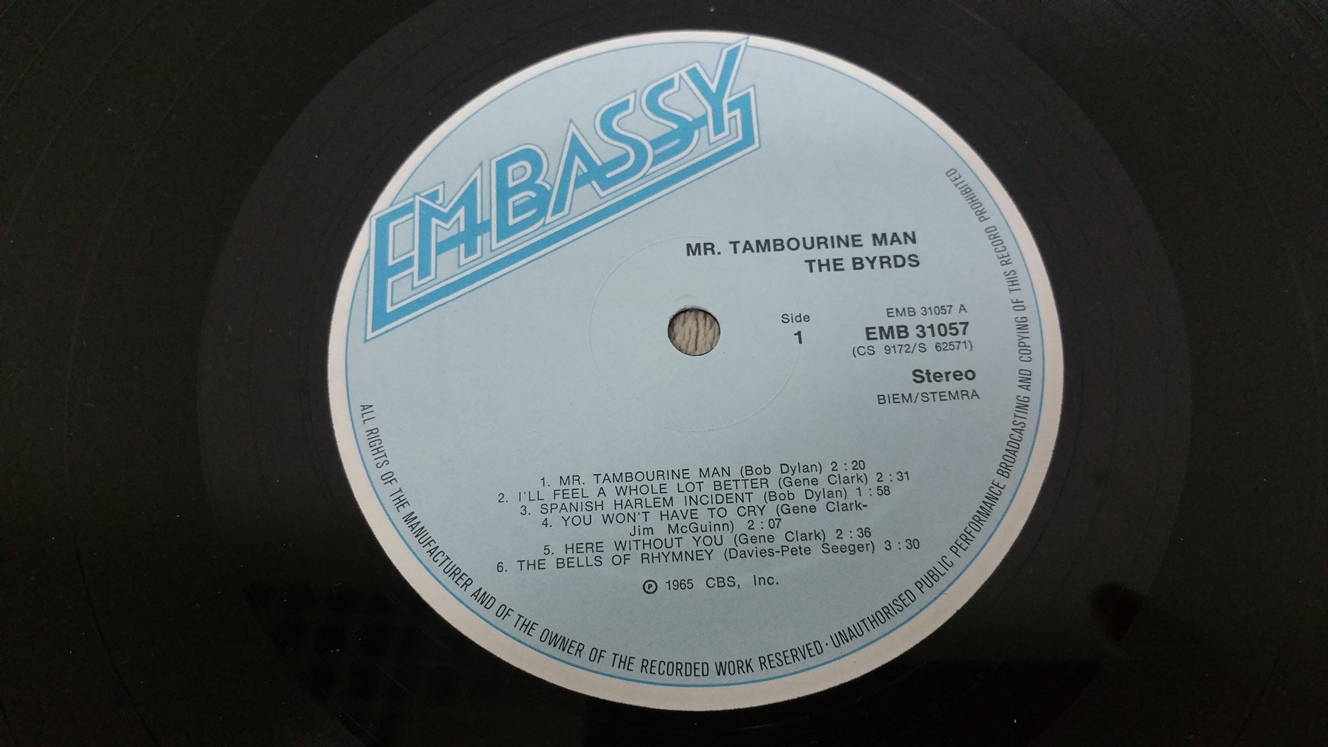 EMBASSY
MR. TAMBOURINE MAN
THE BYRDS
Side
1
EMB 31057 A
EMB 31057
(CS 9172/S 62571)
Stereo
BIEM/STEMRA
1. MR. TAMBOURINE MAN (Bob Dylan) 2 : 20
2. I'LL FEEL A WHOLE LOT BETTER (Gene Clark) 2 : 31
3. SPANISH HARLEM INCIDENT (Bob Dylan) 1 : 58
4. YOU WON'T HAVE TO CRY (Gene Clark-
Jim McGuinn) 2 : 07
5. HERE WITHOUT YOU (Gene Clark) 2 : 36
6. THE BELLS OF RHYMNEY (Davies-Pete Seeger) 3 : 30
℗ 1965 CBS, Inc.
ALL RIGHTS OF THE MANUFACTURER AND OF THE OWNER OF THE RECORDED WORK RESERVED · UNAUTHORISED PUBLIC PERFORMANCE BROADCASTING AND COPYING OF THIS RECORD PROHIBITED